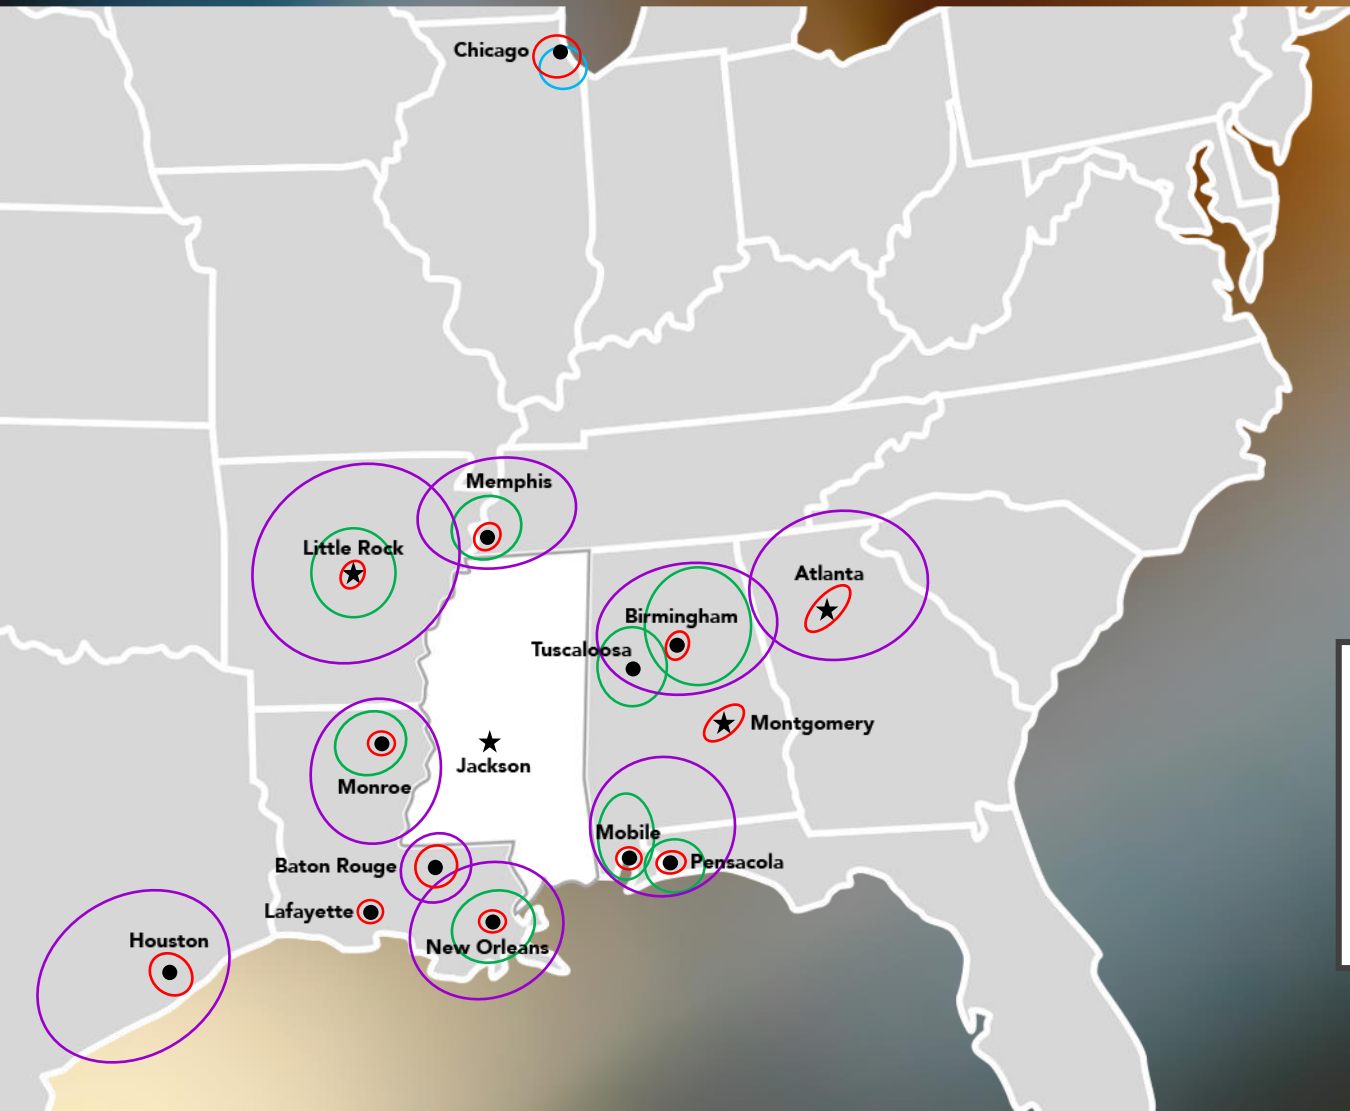 Chicago
Memphis
Little Rock
Atlanta
Birmingham
Tuscaloosa
Montgomery
Jackson
Monroe
Mobile
Pensacola
Baton Rouge
Lafayette
Houston
New Orleans